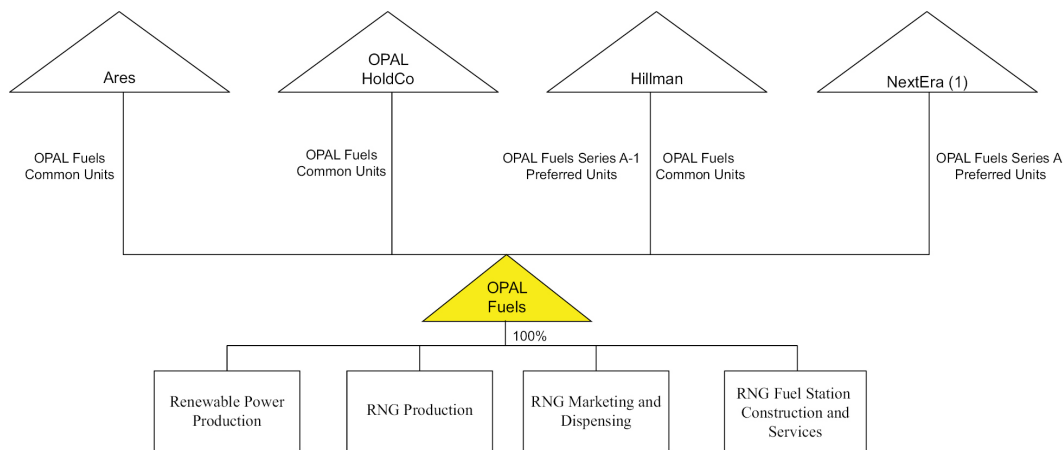 Ares
OPAL
HoldCo
Hillman
NextEra (1)
OPAL Fuels
Common Units
OPAL Fuels
Common Units
OPAL Fuels Series A-1
Preferred Units
OPAL Fuels
Common Units
OPAL Fuels Series A
Preferred Units
OPAL
Fuels
100%
Renewable Power
Production
RNG Production
RNG Marketing and
Dispensing
RNG Fuel Station
Construction and
Services